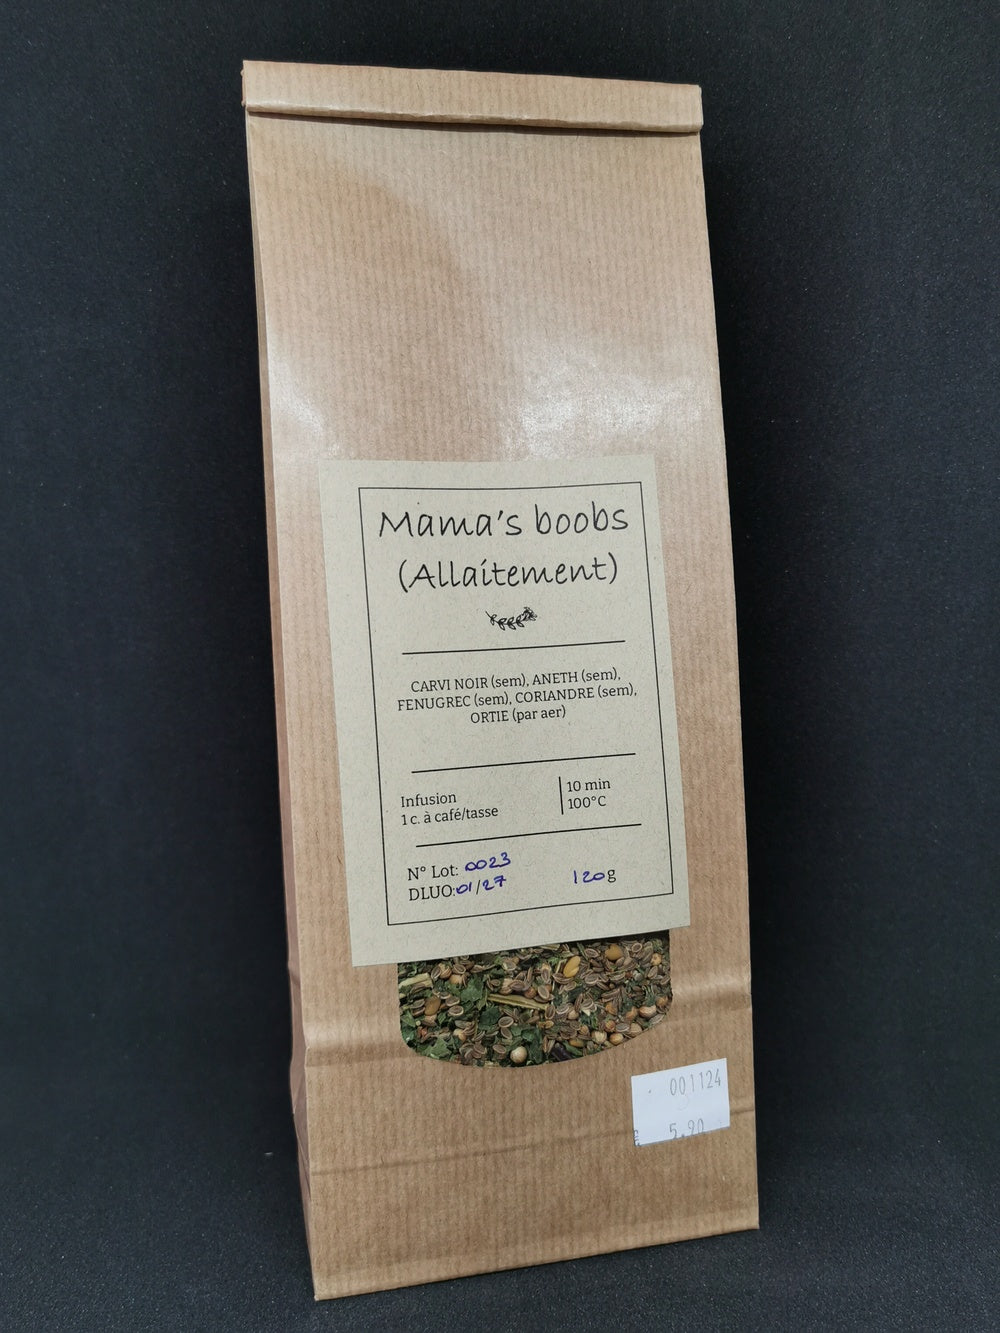 Mama's boobs
(Allaitement)
CARVI NOIR (sem), ANETH (sem),
FENUGREC (sem), CORIANDRE (sem),
ORTIE (par aer)
Infusion
1 c. à café/tasse
10 min
100°C
N° Lot: 0023
DLUO: 01/27
120g
001124
5.90